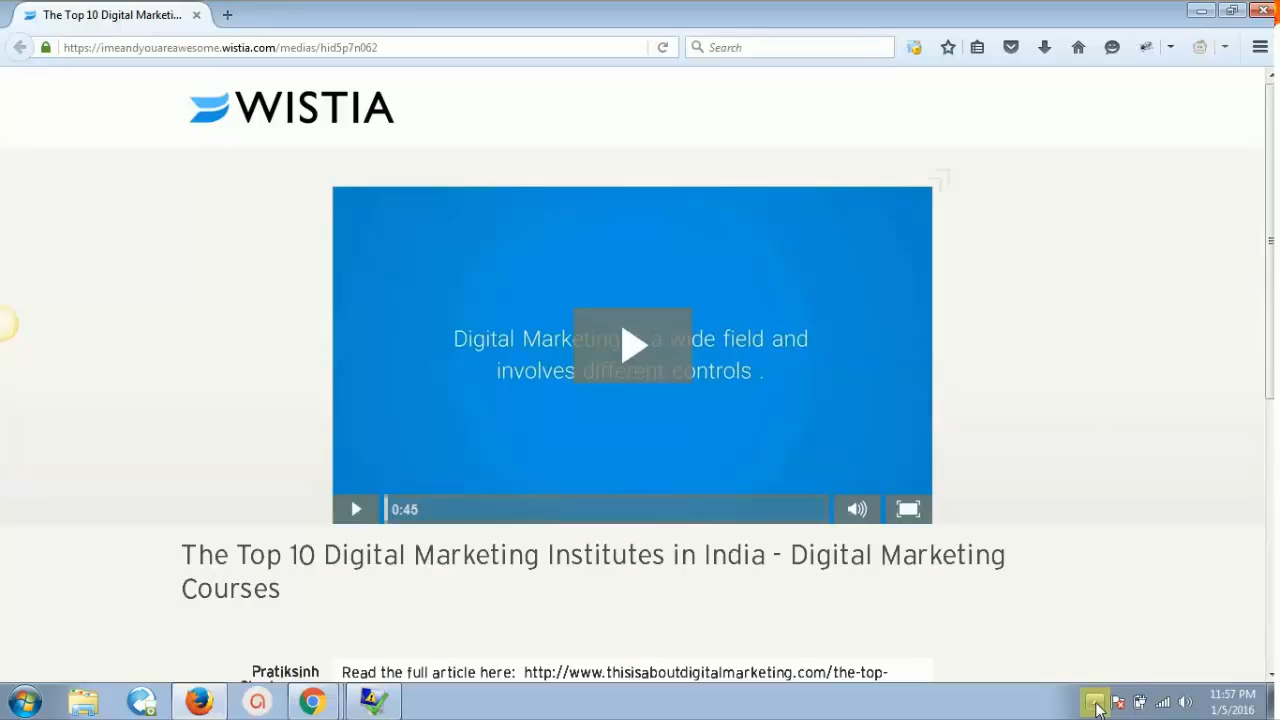 The Top 10 Digital Marketi...
https://imeandyouareawesome.wistia.com/medias/hid5p7n062
Search
WISTIA
Digital Marketing a wide field and
involves different controls .
0:45
The Top 10 Digital Marketing Institutes in India - Digital Marketing
Courses
Pratiksinh
Read the full article here: http://www.thisisaboutdigitalmarketing.com/the-top-
11:57 PM
1/5/2016